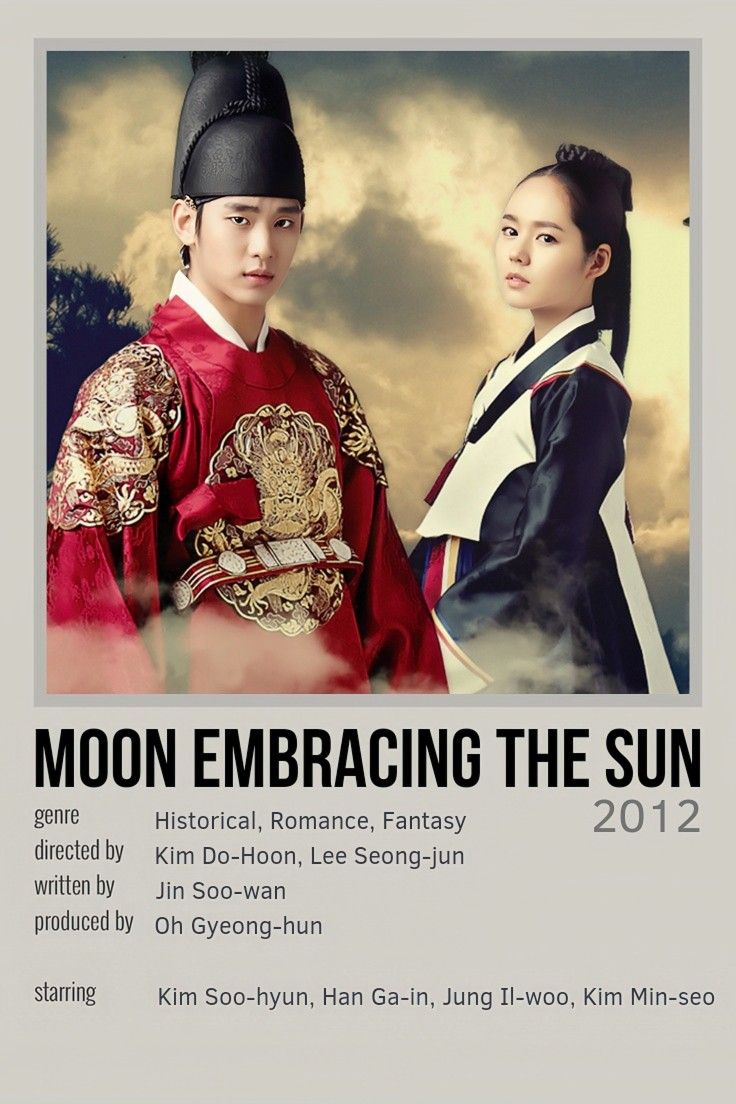 MOON EMBRACING THE SUN
2012
genre Historical, Romance, Fantasy
directed by Kim Do-Hoon, Lee Seong-jun
written by Jin Soo-wan
produced by Oh Gyeong-hun
starring Kim Soo-hyun, Han Ga-in, Jung Il-woo, Kim Min-seo